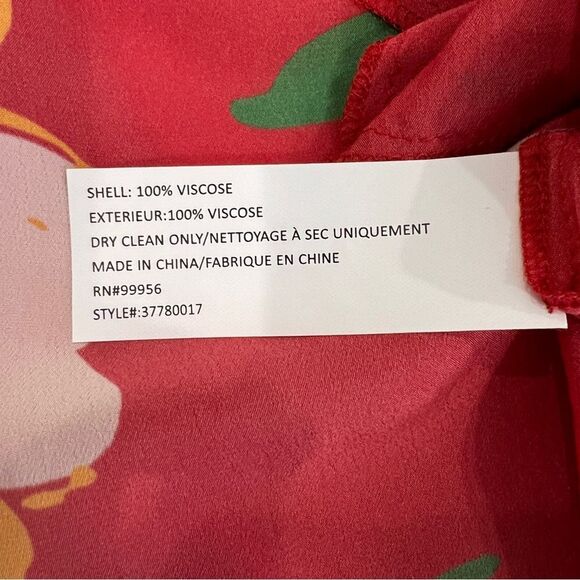 SHELL: 100% VISCOSE
EXTERIEUR:100% VISCOSE
DRY CLEAN ONLY/NETTOYAGE À SEC UNIQUEMENT
MADE IN CHINA/FABRIQUE EN CHINE
RN#99956
STYLE#:37780017